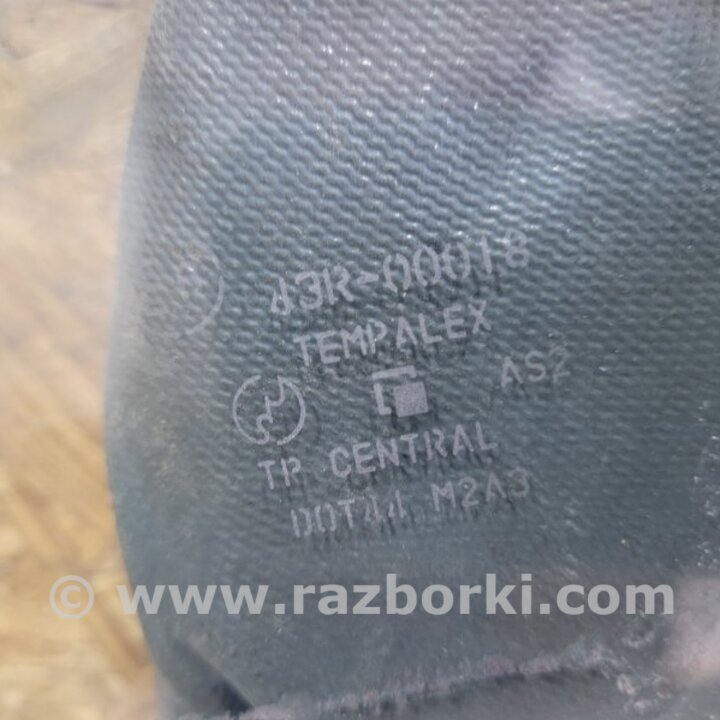 43R-00018
TEMPALEX
AS2
TP CENTRAL
DOT44 M2A3
© www.razborki.com